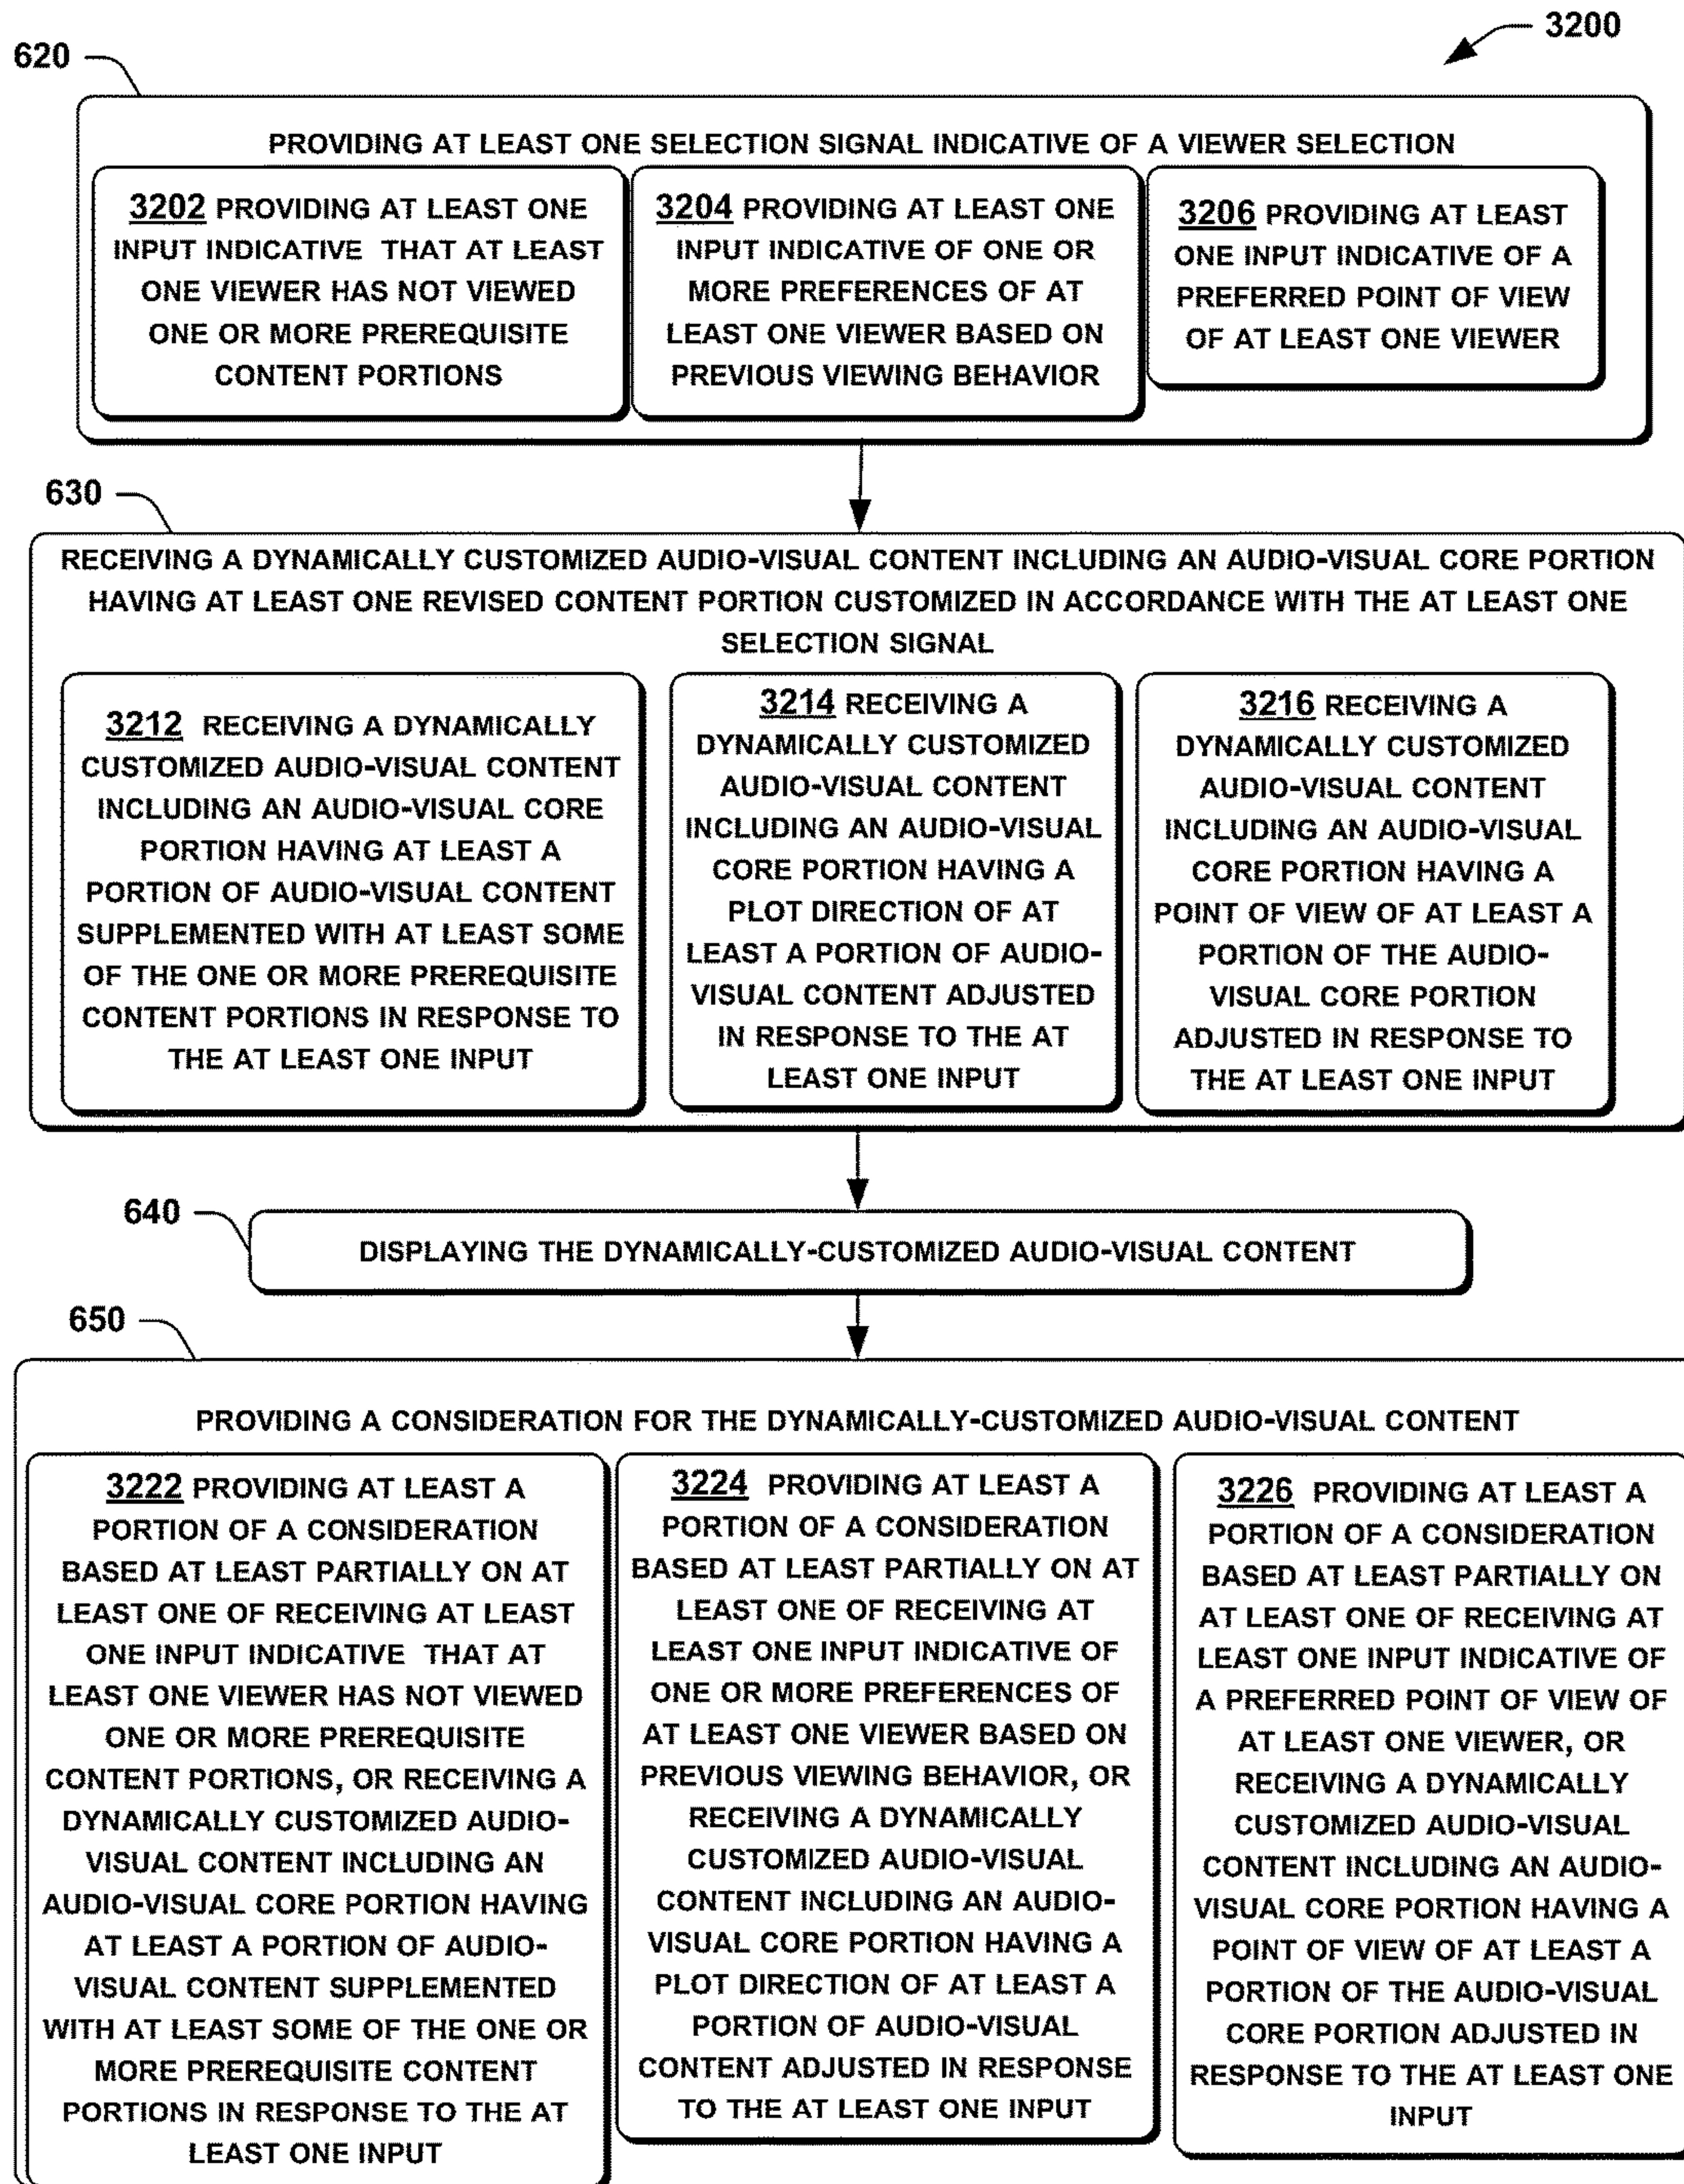 3200
620
PROVIDING AT LEAST ONE SELECTION SIGNAL INDICATIVE OF A VIEWER SELECTION
3202 PROVIDING AT LEAST ONE
INPUT INDICATIVE THAT AT LEAST
ONE VIEWER HAS NOT VIEWED
ONE OR MORE PREREQUISITE
CONTENT PORTIONS
3204 PROVIDING AT LEAST ONE
INPUT INDICATIVE OF ONE OR
MORE PREFERENCES OF AT
LEAST ONE VIEWER BASED ON
PREVIOUS VIEWING BEHAVIOR
3206 PROVIDING AT LEAST
ONE INPUT INDICATIVE OF A
PREFERRED POINT OF VIEW
OF AT LEAST ONE VIEWER
630
RECEIVING A DYNAMICALLY CUSTOMIZED AUDIO-VISUAL CONTENT INCLUDING AN AUDIO-VISUAL CORE PORTION
HAVING AT LEAST ONE REVISED CONTENT PORTION CUSTOMIZED IN ACCORDANCE WITH THE AT LEAST ONE
SELECTION SIGNAL
3212 RECEIVING A DYNAMICALLY
CUSTOMIZED AUDIO-VISUAL CONTENT
INCLUDING AN AUDIO-VISUAL CORE
PORTION HAVING AT LEAST A
PORTION OF AUDIO-VISUAL CONTENT
SUPPLEMENTED WITH AT LEAST SOME
OF THE ONE OR MORE PREREQUISITE
CONTENT PORTIONS IN RESPONSE TO
THE AT LEAST ONE INPUT
3214 RECEIVING A
DYNAMICALLY CUSTOMIZED
AUDIO-VISUAL CONTENT
INCLUDING AN AUDIO-VISUAL
CORE PORTION HAVING A
PLOT DIRECTION OF AT
LEAST A PORTION OF AUDIO-
VISUAL CONTENT ADJUSTED
IN RESPONSE TO THE AT
LEAST ONE INPUT
3216 RECEIVING A
DYNAMICALLY CUSTOMIZED
AUDIO-VISUAL CONTENT
INCLUDING AN AUDIO-VISUAL
CORE PORTION HAVING A
POINT OF VIEW OF AT LEAST A
PORTION OF THE AUDIO-
VISUAL CORE PORTION
ADJUSTED IN RESPONSE TO
THE AT LEAST ONE INPUT
640
DISPLAYING THE DYNAMICALLY-CUSTOMIZED AUDIO-VISUAL CONTENT
650
PROVIDING A CONSIDERATION FOR THE DYNAMICALLY-CUSTOMIZED AUDIO-VISUAL CONTENT
3222 PROVIDING AT LEAST A
PORTION OF A CONSIDERATION
BASED AT LEAST PARTIALLY ON AT
LEAST ONE OF RECEIVING AT LEAST
ONE INPUT INDICATIVE THAT AT
LEAST ONE VIEWER HAS NOT VIEWED
ONE OR MORE PREREQUISITE
CONTENT PORTIONS, OR RECEIVING A
DYNAMICALLY CUSTOMIZED AUDIO-
VISUAL CONTENT INCLUDING AN
AUDIO-VISUAL CORE PORTION HAVING
AT LEAST A PORTION OF AUDIO-
VISUAL CONTENT SUPPLEMENTED
WITH AT LEAST SOME OF THE ONE OR
MORE PREREQUISITE CONTENT
PORTIONS IN RESPONSE TO THE AT
LEAST ONE INPUT
3224 PROVIDING AT LEAST A
PORTION OF A CONSIDERATION
BASED AT LEAST PARTIALLY ON AT
LEAST ONE OF RECEIVING AT
LEAST ONE INPUT INDICATIVE OF
ONE OR MORE PREFERENCES OF
AT LEAST ONE VIEWER BASED ON
PREVIOUS VIEWING BEHAVIOR, OR
RECEIVING A DYNAMICALLY
CUSTOMIZED AUDIO-VISUAL
CONTENT INCLUDING AN AUDIO-
VISUAL CORE PORTION HAVING A
PLOT DIRECTION OF AT LEAST A
PORTION OF AUDIO-VISUAL
CONTENT ADJUSTED IN RESPONSE
TO THE AT LEAST ONE INPUT
3226 PROVIDING AT LEAST A
PORTION OF A CONSIDERATION
BASED AT LEAST PARTIALLY ON
AT LEAST ONE OF RECEIVING AT
LEAST ONE INPUT INDICATIVE OF
A PREFERRED POINT OF VIEW OF
AT LEAST ONE VIEWER, OR
RECEIVING A DYNAMICALLY
CUSTOMIZED AUDIO-VISUAL
CONTENT INCLUDING AN AUDIO-
VISUAL CORE PORTION HAVING A
POINT OF VIEW OF AT LEAST A
PORTION OF THE AUDIO-VISUAL
CORE PORTION ADJUSTED IN
RESPONSE TO THE AT LEAST ONE
INPUT